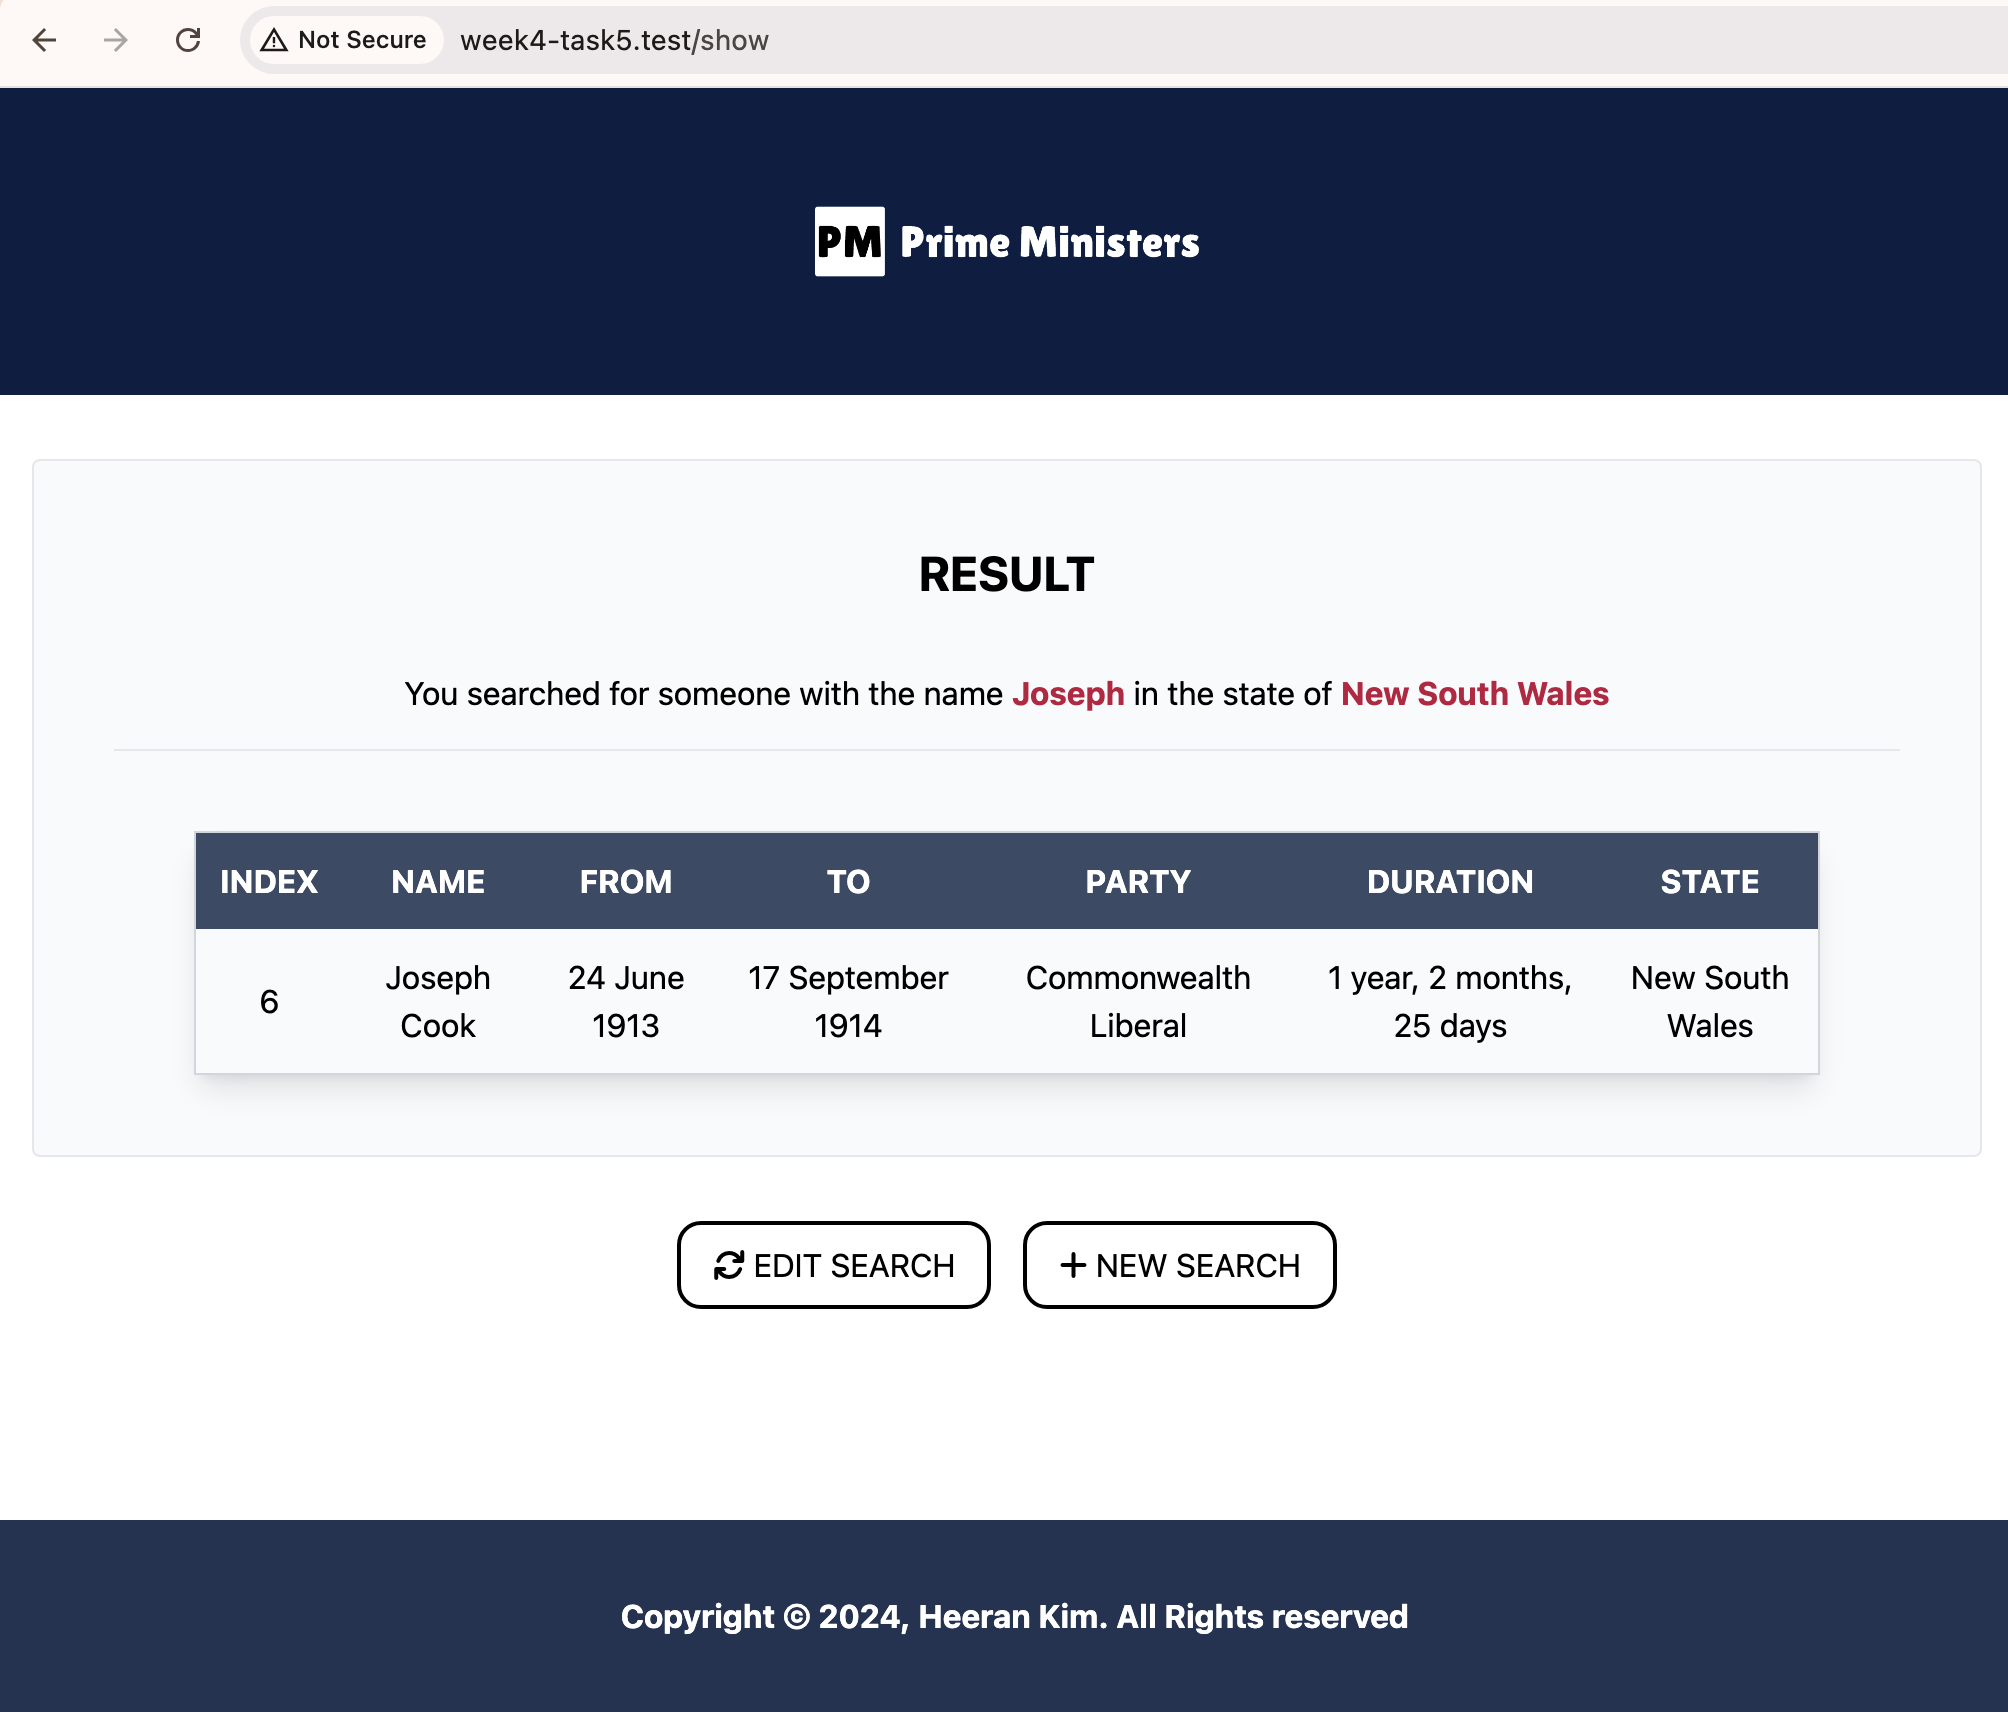 Not Secure week4-task5.test/show
PM Prime Ministers
RESULT
You searched for someone with the name Joseph in the state of New South Wales
INDEX NAME FROM TO PARTY DURATION STATE
6 Joseph Cook 24 June 1913 17 September 1914 Commonwealth Liberal 1 year, 2 months, 25 days New South Wales
EDIT SEARCH NEW SEARCH
Copyright © 2024, Heeran Kim. All Rights reserved